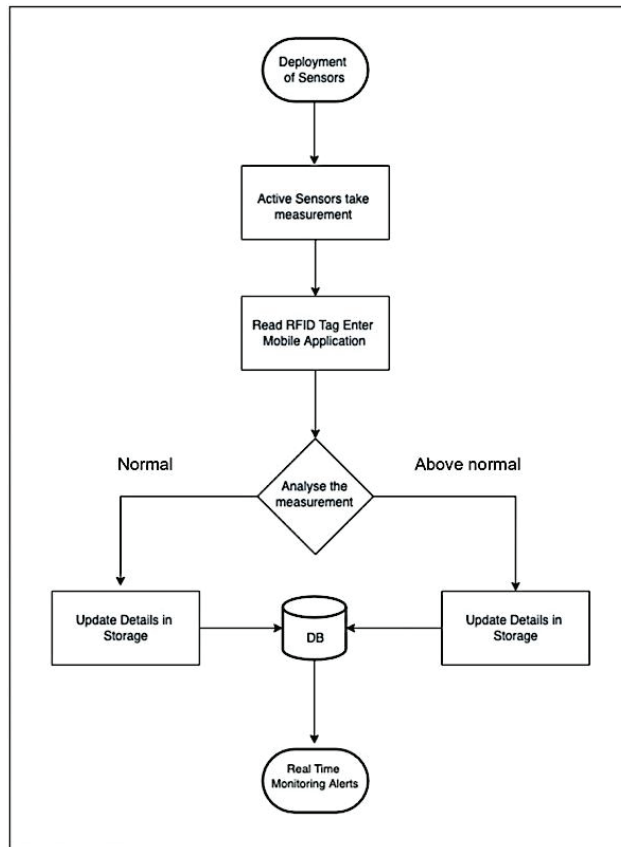 Deployment
of Sensors
Active Sensors take
measurement
Read RFID Tag Enter
Mobile Application
Normal
Above normal
Analyse the
measurement
Update Details in
Storage
DB
Update Details in
Storage
Real Time
Monitoring Alerts